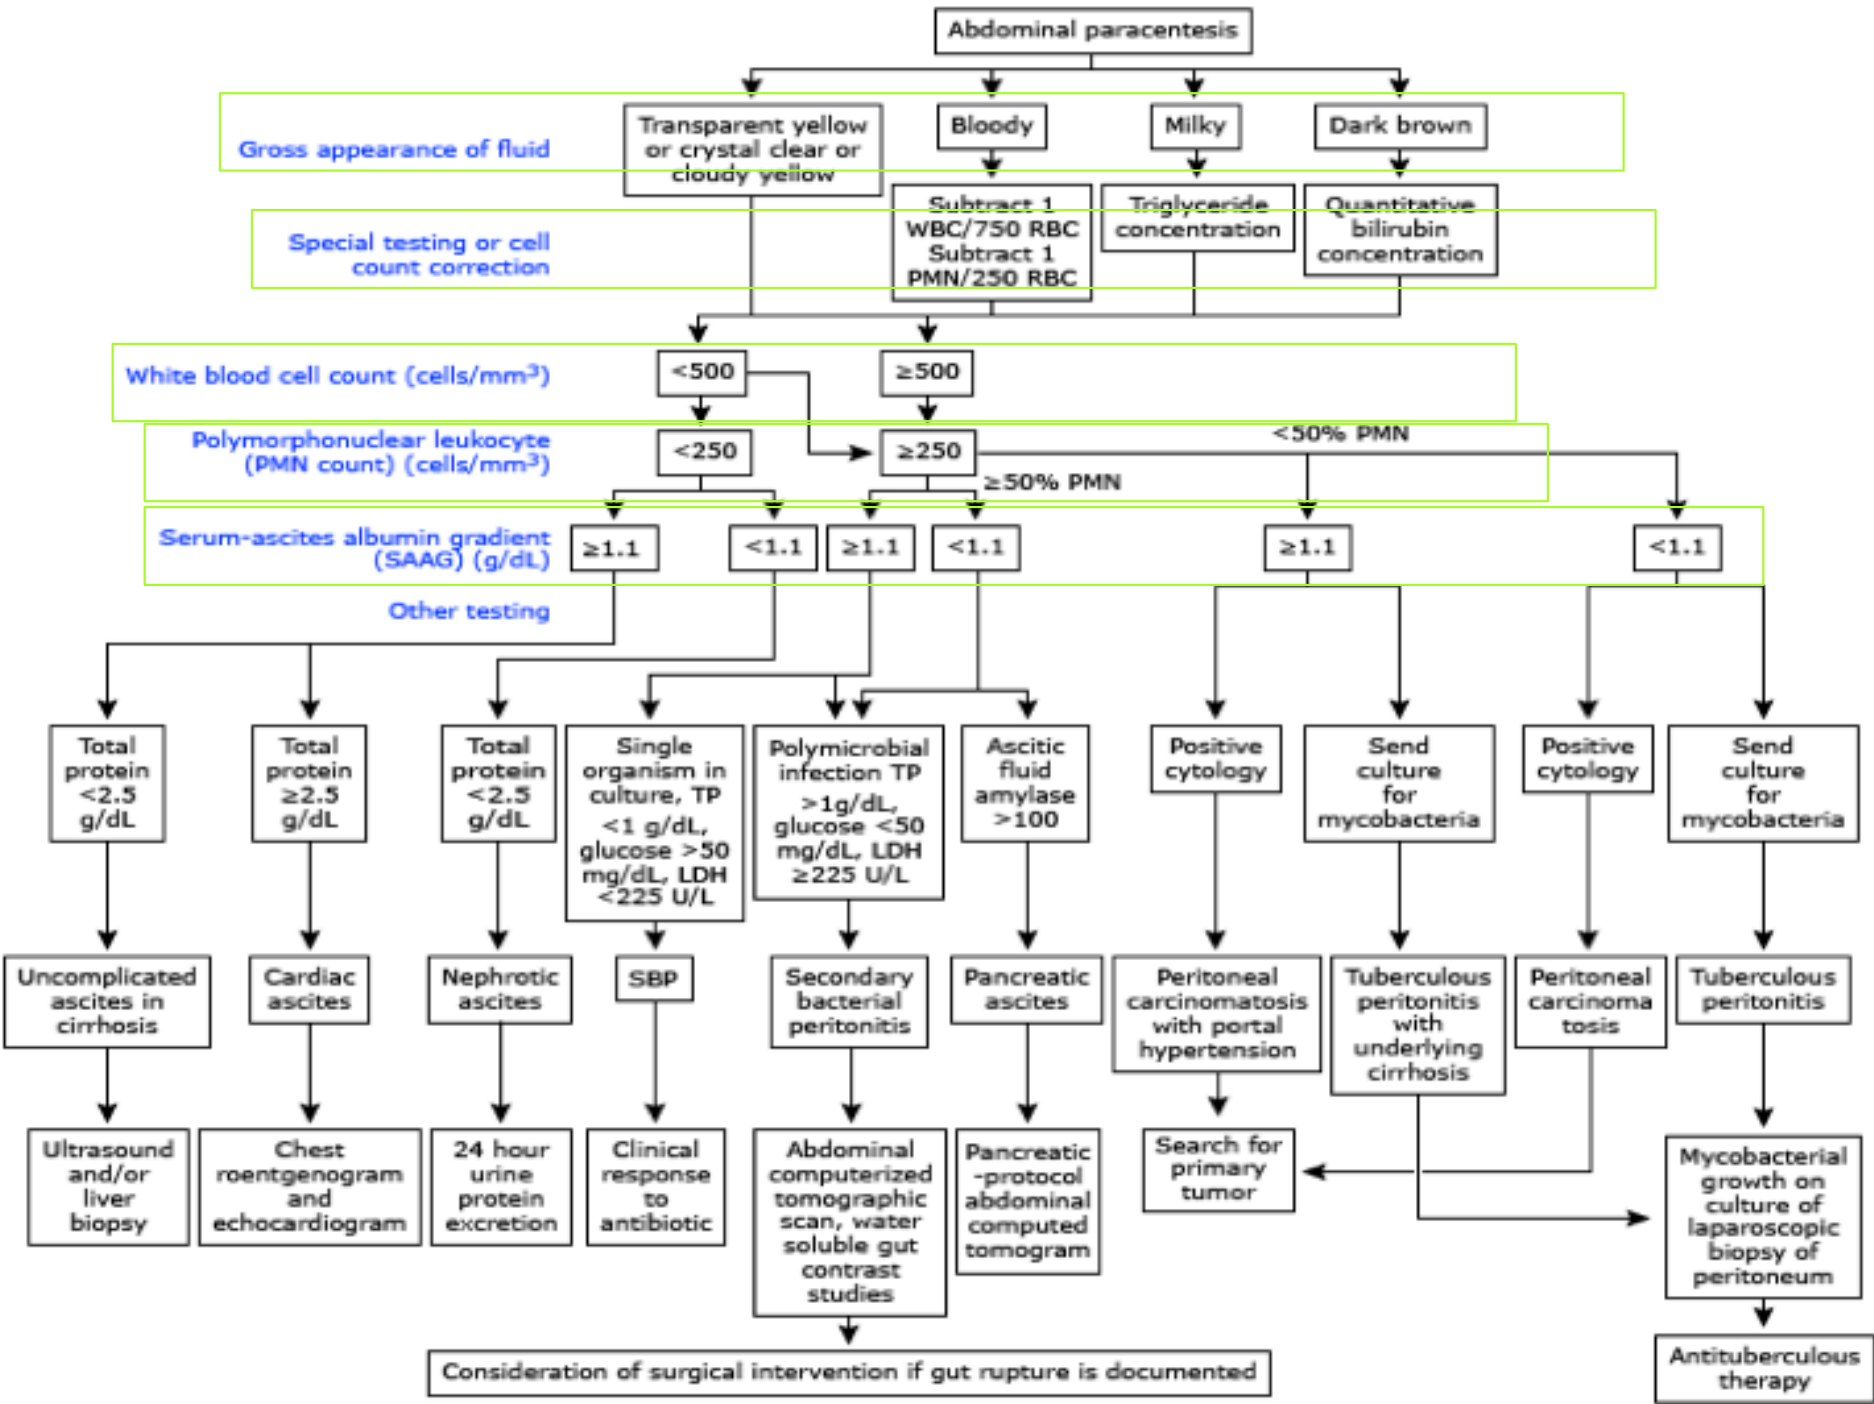 Abdominal paracentesis
Gross appearance of fluid
Transparent yellow
or crystal clear or
cloudy yellow
Bloody
Milky
Dark brown
Special testing or cell
count correction
Subtract 1
WBC/750 RBC
Subtract 1
PMN/250 RBC
Triglyceride
concentration
Quantitative
bilirubin
concentration
White blood cell count (cells/mm³)
<500
≥500
Polymorphonuclear leukocyte
(PMN count) (cells/mm³)
<250
≥250
<50% PMN
≥50% PMN
Serum-ascites albumin gradient
(SAAG) (g/dL)
≥1.1
<1.1
≥1.1
<1.1
≥1.1
<1.1
Other testing
Total
protein
<2.5
g/dL
Total
protein
≥2.5
g/dL
Total
protein
<2.5
g/dL
Single
organism in
culture, TP
<1 g/dL,
glucose >50
mg/dL, LDH
<225 U/L
Polymicrobial
infection TP
>1g/dL,
glucose <50
mg/dL, LDH
≥225 U/L
Ascitic
fluid
amylase
>100
Positive
cytology
Send
culture
for
mycobacteria
Positive
cytology
Send
culture
for
mycobacteria
Uncomplicated
ascites in
cirrhosis
Cardiac
ascites
Nephrotic
ascites
SBP
Secondary
bacterial
peritonitis
Pancreatic
ascites
Peritoneal
carcinomatosis
with portal
hypertension
Tuberculous
peritonitis
with
underlying
cirrhosis
Peritoneal
carcinoma
tosis
Tuberculous
peritonitis
Ultrasound
and/or
liver
biopsy
Chest
roentgenogram
and
echocardiogram
24 hour
urine
protein
excretion
Clinical
response
to
antibiotic
Abdominal
computerized
tomographic
scan, water
soluble gut
contrast
studies
Pancreatic
-protocol
abdominal
computed
tomogram
Search for
primary
tumor
Mycobacterial
growth on
culture of
laparoscopic
biopsy of
peritoneum
Consideration of surgical intervention if gut rupture is documented
Antituberculous
therapy